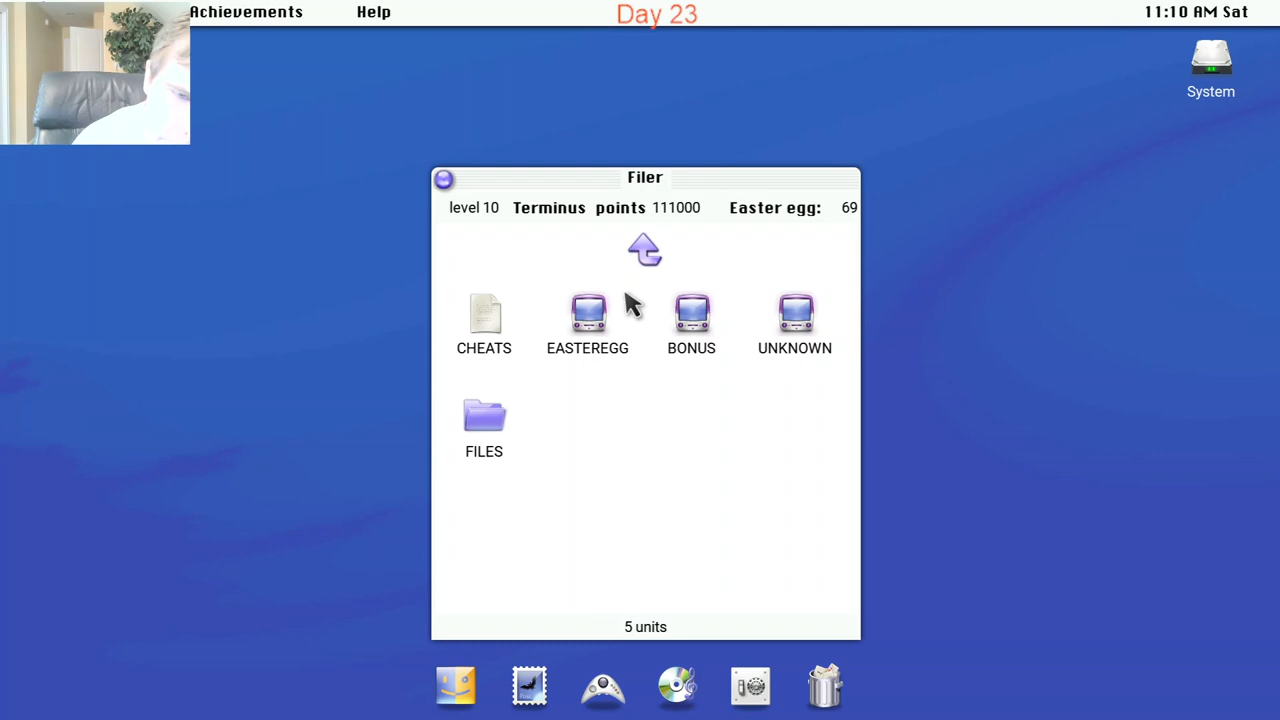 Achievements Help Day 23 11:10 AM Sat
System
Filer
level 10 Terminus points 111000 Easter egg: 69
CHEATS EASTEREGG BONUS UNKNOWN
FILES
5 units